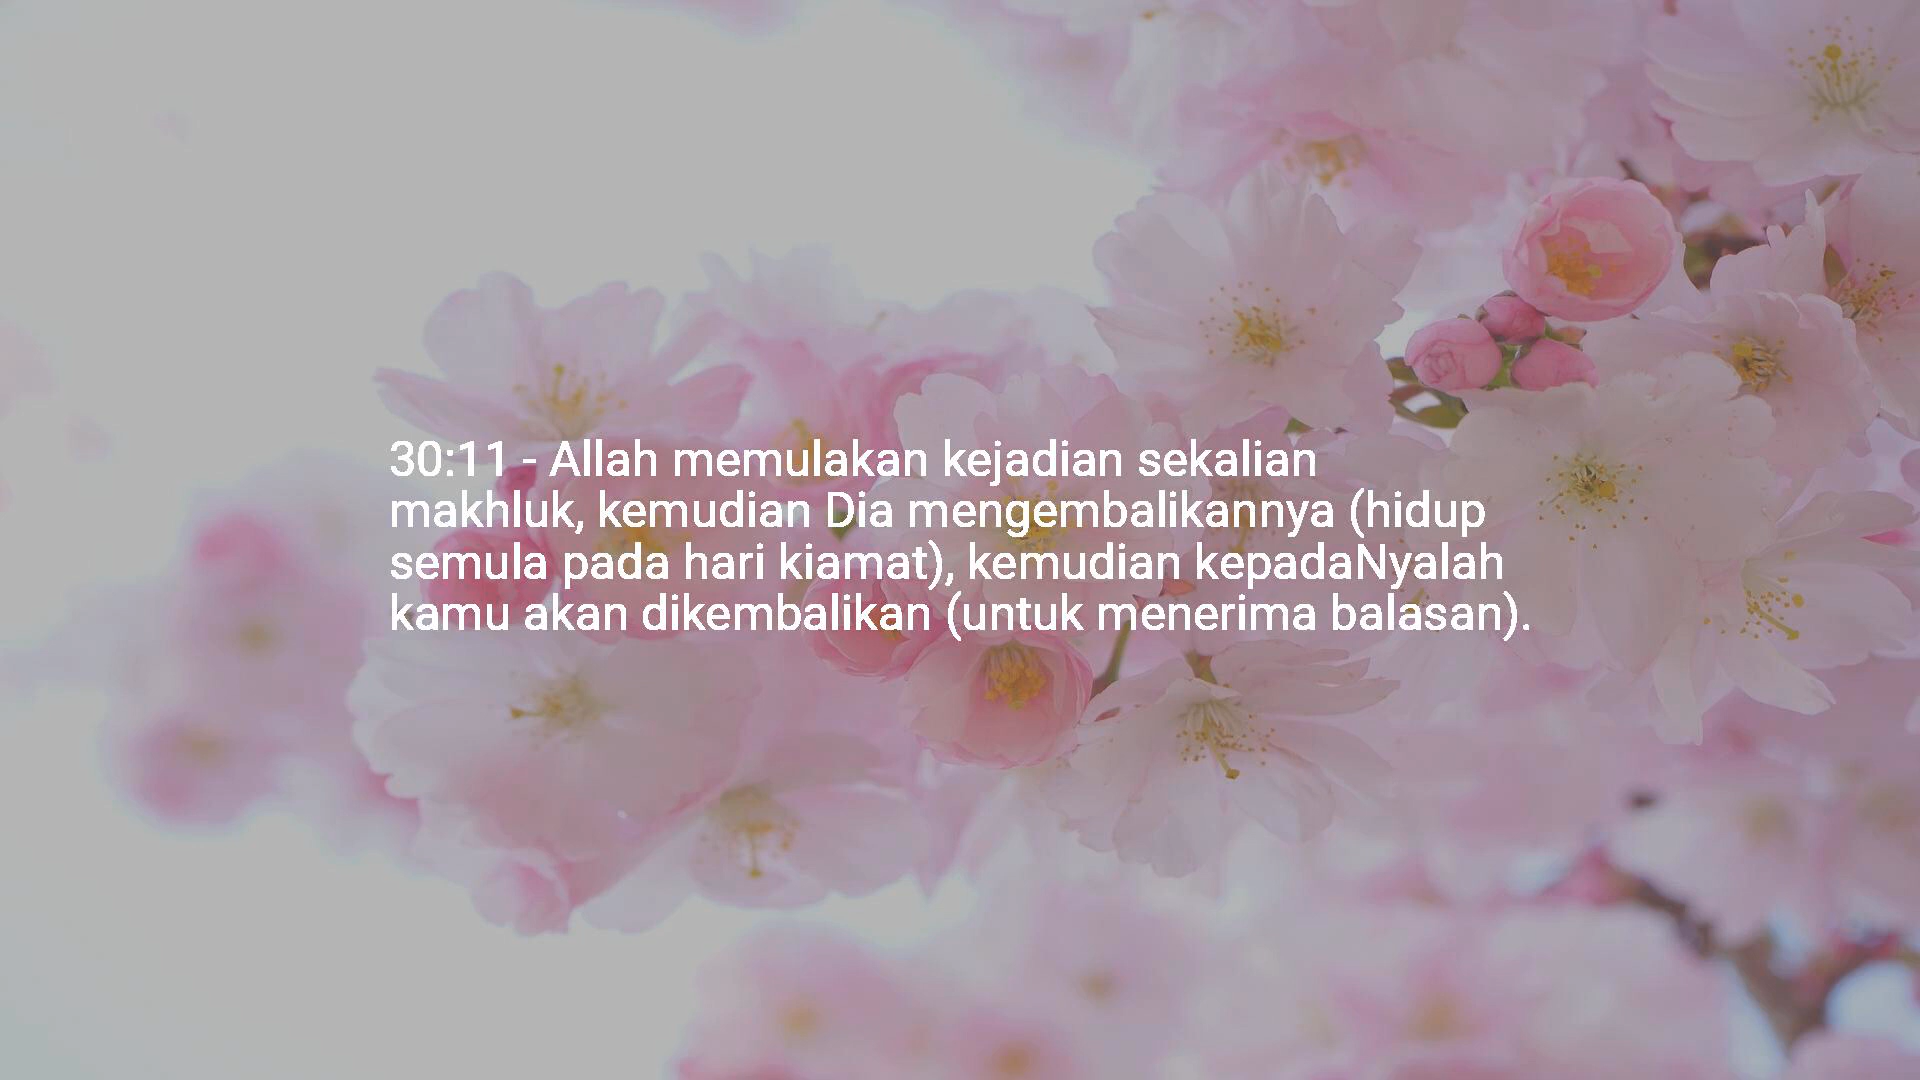 30:11 - Allah memulakan kejadian sekalian
makhluk, kemudian Dia mengembalikannya (hidup
semula pada hari kiamat), kemudian kepadaNyalah
kamu akan dikembalikan (untuk menerima balasan).